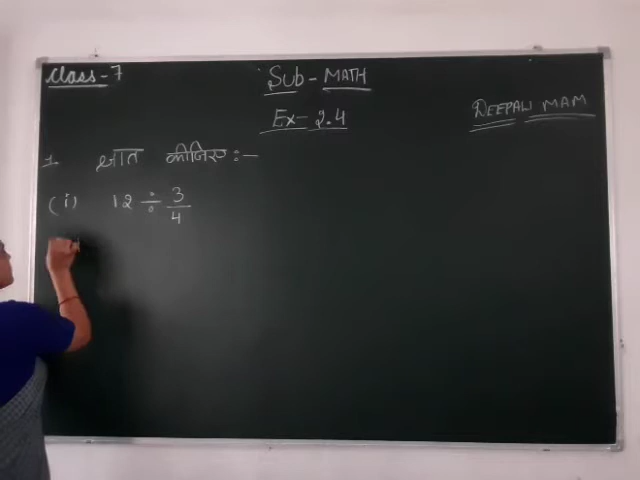 Class-7
Sub-MATH
DEEPALI MAM
Ex-2.4
1. ज्ञात कीजिए :-
(i) 12 ÷ 3/4